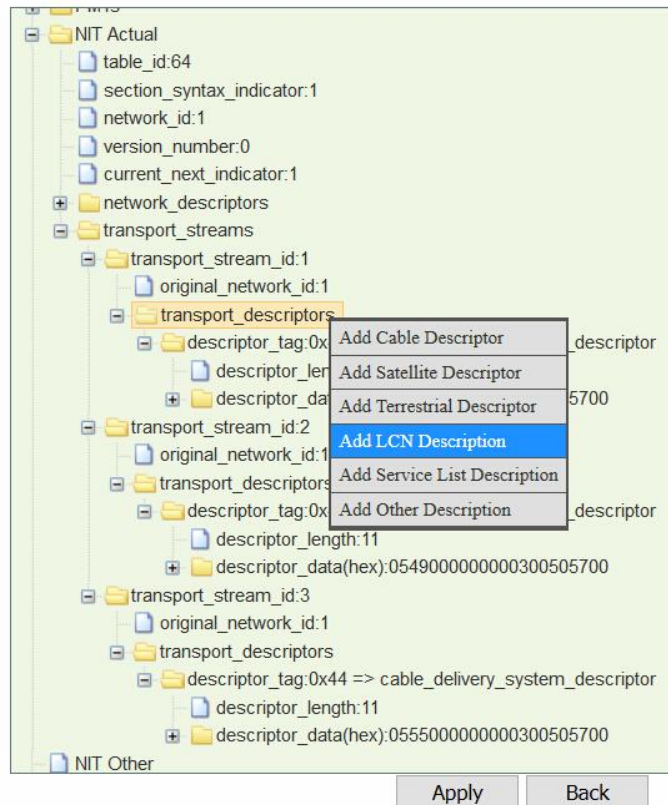 NIT Actual
table_id:64
section_syntax_indicator:1
network_id:1
version_number:0
current_next_indicator:1
network_descriptors
transport_streams
transport_stream_id:1
original_network_id:1
transport_descriptors
Add Cable Descriptor
descriptor_tag:0x
_descriptor
descriptor_len
Add Satellite Descriptor
descriptor_da
5700
Add Terrestrial Descriptor
transport_stream_id:2
Add LCN Description
original_network_id:1
transport_descriptors
Add Service List Description
descriptor_tag:0x
_descriptor
Add Other Description
descriptor_length:11
descriptor_data(hex):0549000000000300505700
transport_stream_id:3
original_network_id:1
transport_descriptors
descriptor_tag:0x44 => cable_delivery_system_descriptor
descriptor_length:11
descriptor_data(hex):0555000000000300505700
NIT Other
Apply Back